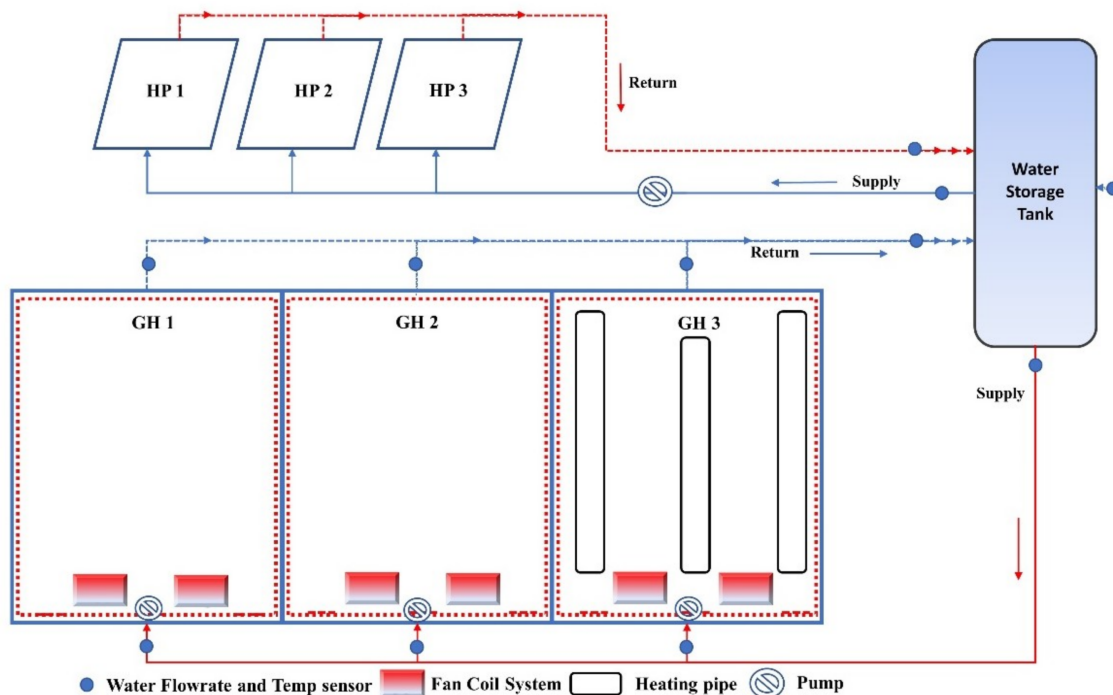 HP 1
HP 2
HP 3
Return
Supply
Water
Storage
Tank
Return
GH 1
GH 2
GH 3
Supply
Water Flowrate and Temp sensor
Fan Coil System
Heating pipe
Pump